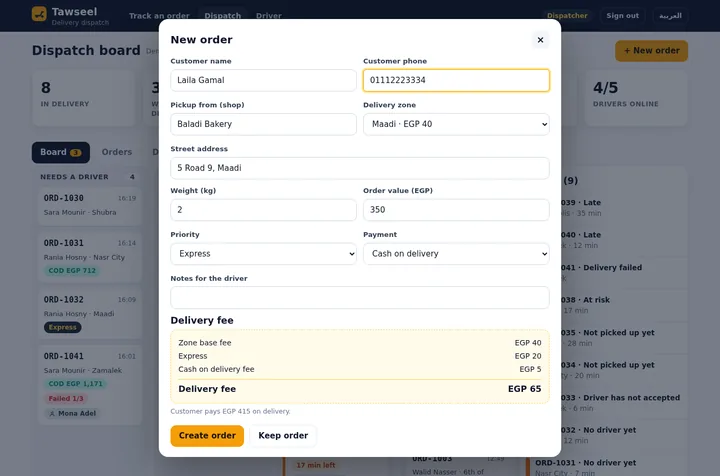 Tawseel
Delivery dispatch
Track an order
Dispatch
Driver
Dispatcher
Sign out
العربية
Dispatch board
+ New order
8
IN DELIVERY
4/5
DRIVERS ONLINE
Board 3
Orders
NEEDS A DRIVER 4
ORD-1030 16:19
Sara Mounir · Shubra
ORD-1031 16:14
Rania Hosny · Nasr City
COD EGP 712
ORD-1032 16:09
Rania Hosny · Maadi
Express
ORD-1041 16:01
Sara Mounir · Zamalek
COD EGP 1,171
Failed 1/3
Mona Adel
New order
×
Customer name
Customer phone
Laila Gamal
01112223334
Pickup from (shop)
Delivery zone
Baladi Bakery
Maadi · EGP 40
Street address
5 Road 9, Maadi
Weight (kg)
Order value (EGP)
2
350
Priority
Payment
Express
Cash on delivery
Notes for the driver
Delivery fee
Zone base fee EGP 40
Express EGP 20
Cash on delivery fee EGP 5
Delivery fee EGP 65
Customer pays EGP 415 on delivery.
Create order
Keep order
17 min left
Walid Nasser · 6th of
(9)
039 · Late
35 min
040 · Late
12 min
041 · Delivery failed
038 · At risk
17 min
035 · Not picked up yet
28 min
034 · Not picked up yet
20 min
033 · Driver has not accepted
6 min
032 · No driver yet
12 min
ORD-1031 · No driver yet
Nasr City · 7 min